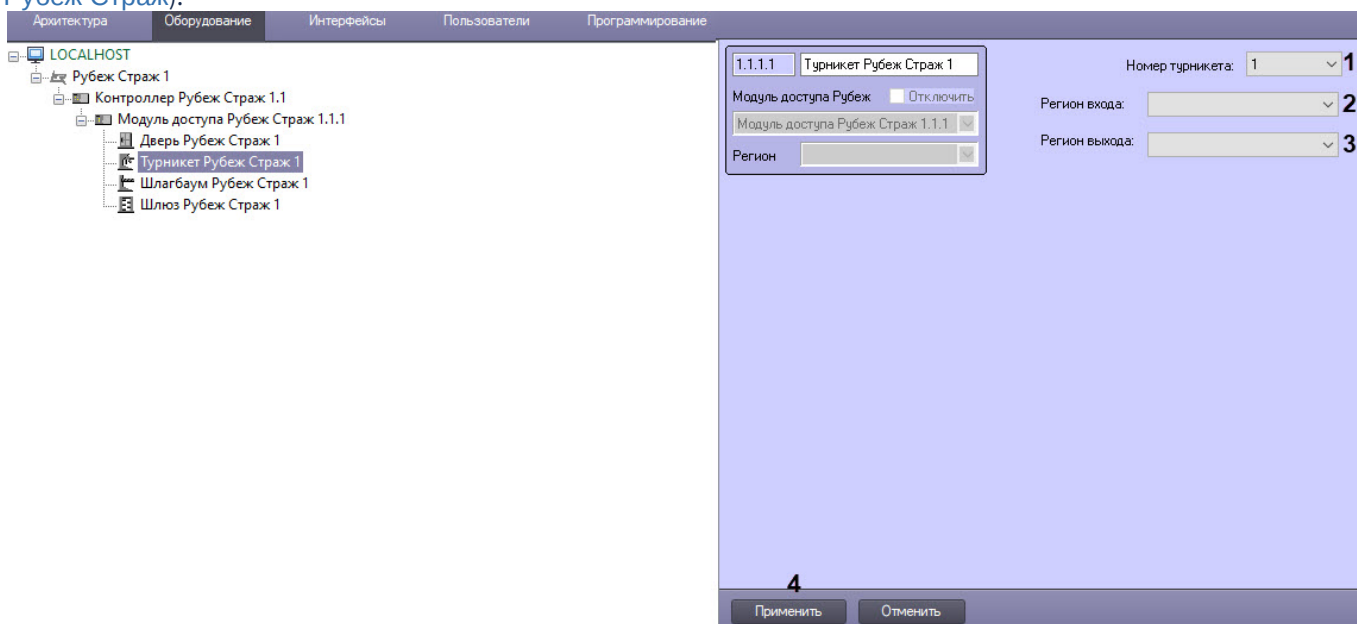 Рубеж Страж).
Архитектура Оборудование Интерфейсы Пользователи Программирование
LOCALHOST
Рубеж Страж 1
Контроллер Рубеж Страж 1.1
Модуль доступа Рубеж Страж 1.1.1
Дверь Рубеж Страж 1
Турникет Рубеж Страж 1
Шлагбаум Рубеж Страж 1
Шлюз Рубеж Страж 1
1.1.1.1 Турникет Рубеж Страж 1
Модуль доступа Рубеж Отключить
Модуль доступа Рубеж Страж 1.1.1
Регион
Номер турникета: 1 1
Регион входа: 2
Регион выхода: 3
4
Применить Отменить